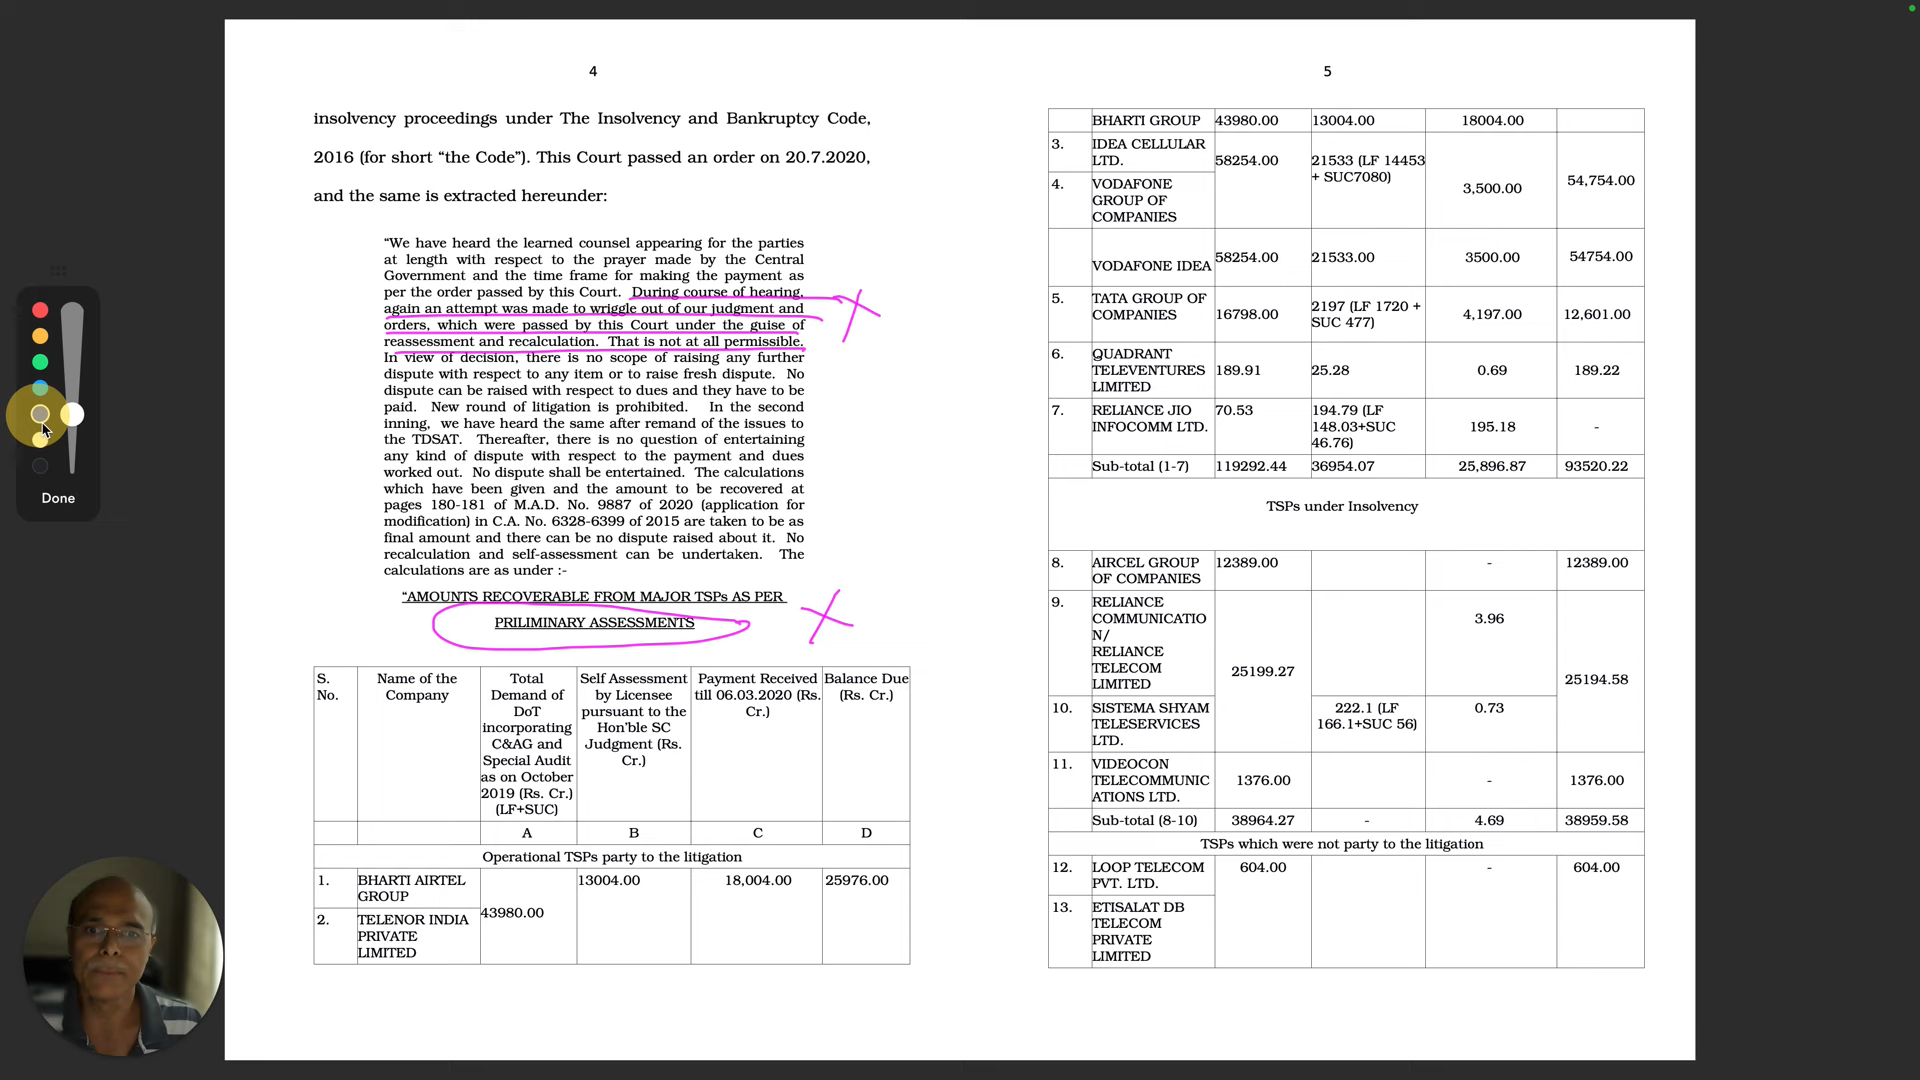 4
insolvency proceedings under The Insolvency and Bankruptcy Code,
2016 (for short “the Code”). This Court passed an order on 20.7.2020,
and the same is extracted hereunder:
“We have heard the learned counsel appearing for the parties
at length with respect to the prayer made by the Central
Government and the time frame for making the payment as
per the order passed by this Court. During course of hearing,
again an attempt was made to wriggle out of our judgment and
orders, which were passed by this Court under the guise of
reassessment and recalculation. That is not at all permissible.
In view of decision, there is no scope of raising any further
dispute with respect to any item or to raise fresh dispute. No
dispute can be raised with respect to dues and they have to be
paid. New round of litigation is prohibited. In the second
inning, we have heard the same after remand of the issues to
the TDSAT. Thereafter, there is no question of entertaining
any kind of dispute with respect to the payment and dues
worked out. No dispute shall be entertained. The calculations
which have been given and the amount to be recovered at
pages 180-181 of M.A.D. No. 9887 of 2020 (application for
modification) in C.A. No. 6328-6399 of 2015 are taken to be as
final amount and there can be no dispute raised about it. No
recalculation and self-assessment can be undertaken. The
calculations are as under :-
“AMOUNTS RECOVERABLE FROM MAJOR TSPs AS PER
PRILIMINARY ASSESSMENTS
S. No. Name of the Company Total Demand of DoT incorporating C&AG and Special Audit as on October 2019 (Rs. Cr.) (LF+SUC) Self Assessment by Licensee pursuant to the Hon'ble SC Judgment (Rs. Cr.) Payment Received till 06.03.2020 (Rs. Cr.) Balance Due (Rs. Cr.)
A B C D
Operational TSPs party to the litigation
1. BHARTI AIRTEL GROUP 43980.00 13004.00 18,004.00 25976.00
2. TELENOR INDIA PRIVATE LIMITED
5
BHARTI GROUP 43980.00 13004.00 18004.00
3. IDEA CELLULAR LTD. 58254.00 21533 (LF 14453 + SUC7080) 3,500.00 54,754.00
4. VODAFONE GROUP OF COMPANIES
VODAFONE IDEA 58254.00 21533.00 3500.00 54754.00
5. TATA GROUP OF COMPANIES 16798.00 2197 (LF 1720 + SUC 477) 4,197.00 12,601.00
6. QUADRANT TELEVENTURES LIMITED 189.91 25.28 0.69 189.22
7. RELIANCE JIO INFOCOMM LTD. 70.53 194.79 (LF 148.03+SUC 46.76) 195.18 -
Sub-total (1-7) 119292.44 36954.07 25,896.87 93520.22
TSPs under Insolvency
8. AIRCEL GROUP OF COMPANIES 12389.00 - 12389.00
9. RELIANCE COMMUNICATIO N/ RELIANCE TELECOM LIMITED 25199.27 3.96 25194.58
10. SISTEMA SHYAM TELESERVICES LTD. 222.1 (LF 166.1+SUC 56) 0.73
11. VIDEOCON TELECOMMUNIC ATIONS LTD. 1376.00 - 1376.00
Sub-total (8-10) 38964.27 - 4.69 38959.58
TSPs which were not party to the litigation
12. LOOP TELECOM PVT. LTD. 604.00 - 604.00
13. ETISALAT DB TELECOM PRIVATE LIMITED
Done